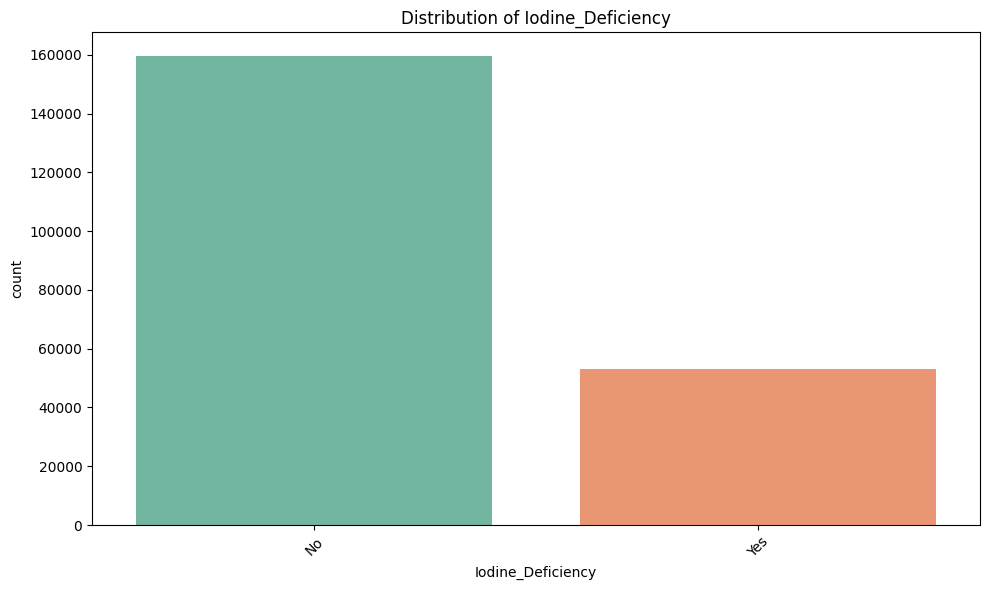 Distribution of Iodine_Deficiency
160000
140000
120000
100000
80000
60000
40000
20000
0
count
No
Yes
Iodine_Deficiency